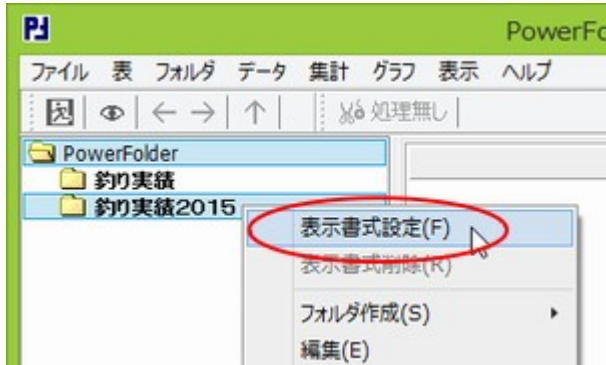 PowerFo
ファイル 表 フォルダ データ 集計 グラフ 表示 ヘルプ
処理無し
PowerFolder
釣り実績
釣り実績2015
表示書式設定(F)
表示書式削除(R)
フォルダ作成(S)
編集(E)